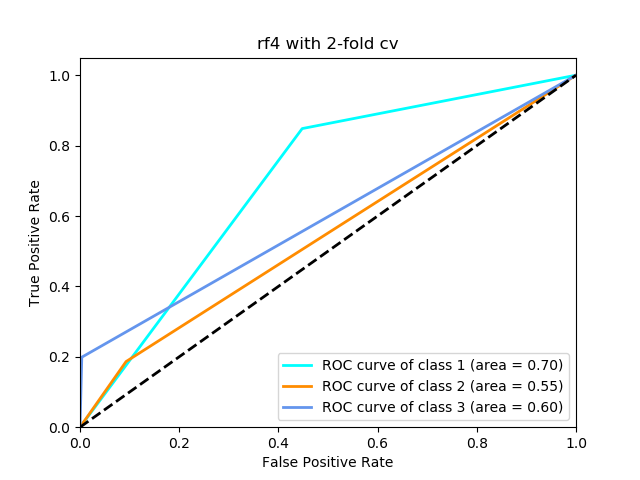 rf4 with 2-fold cv
1.0
0.8
0.6
0.4
0.2
0.0
True Positive Rate
ROC curve of class 1 (area = 0.70)
ROC curve of class 2 (area = 0.55)
ROC curve of class 3 (area = 0.60)
0.0 0.2 0.4 0.6 0.8 1.0
False Positive Rate